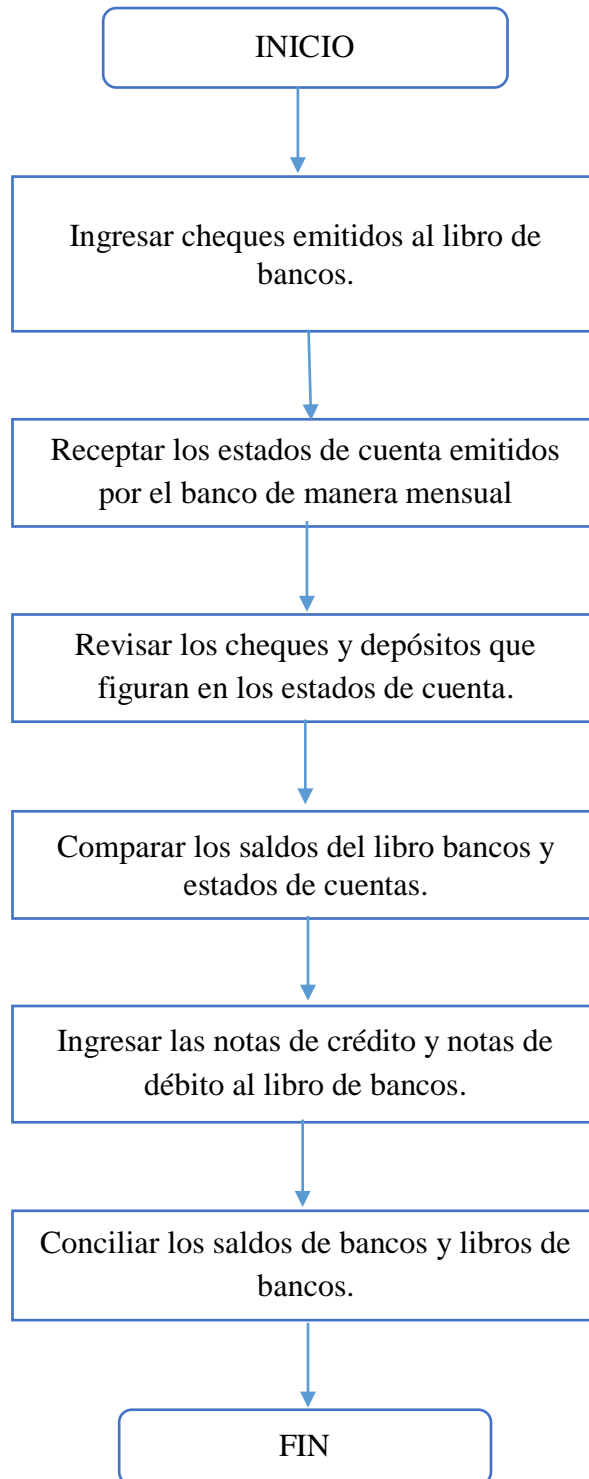 INICIO
Ingresar cheques emitidos al libro de
bancos.
Receptar los estados de cuenta emitidos
por el banco de manera mensual
Revisar los cheques y depósitos que
figuran en los estados de cuenta.
Comparar los saldos del libro bancos y
estados de cuentas.
Ingresar las notas de crédito y notas de
débito al libro de bancos.
Conciliar los saldos de bancos y libros de
bancos.
FIN